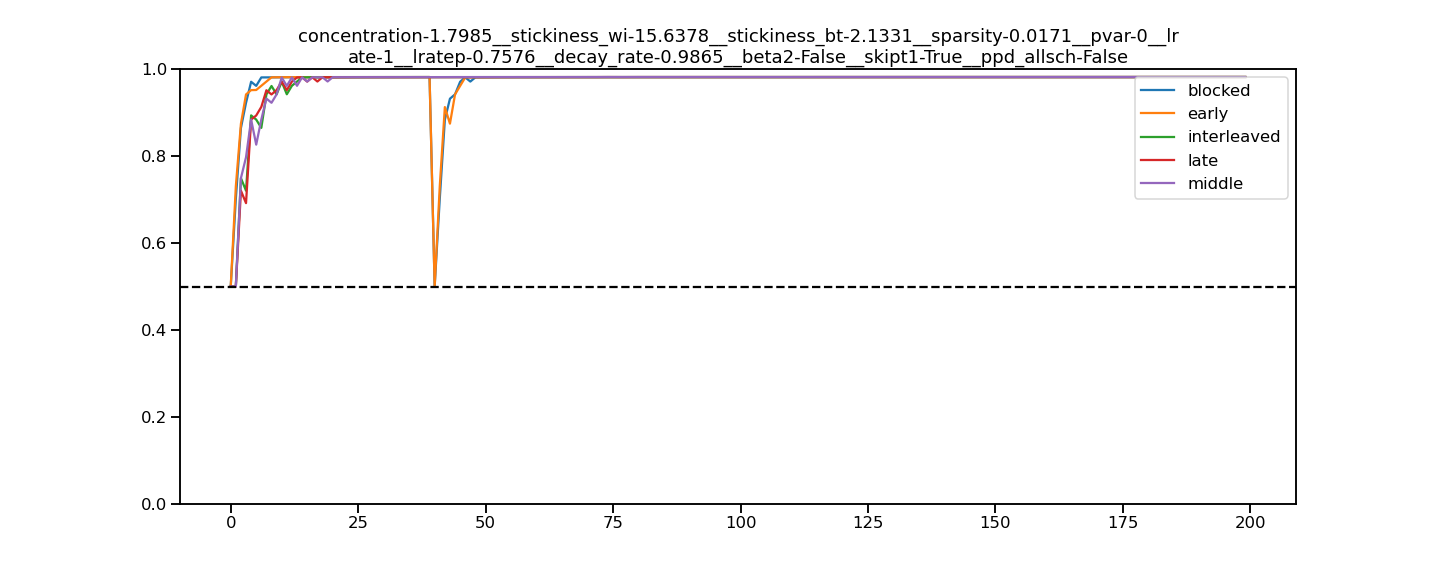 concentration-1.7985__stickiness_wi-15.6378__stickiness_bt-2.1331__sparsity-0.0171__pvar-0__lr
ate-1__lratep-0.7576__decay_rate-0.9865__beta2-False__skipt1-True__ppd_allsch-False
1.0
0.8
0.6
0.4
0.2
0.0
blocked
early
interleaved
late
middle
0 25 50 75 100 125 150 175 200